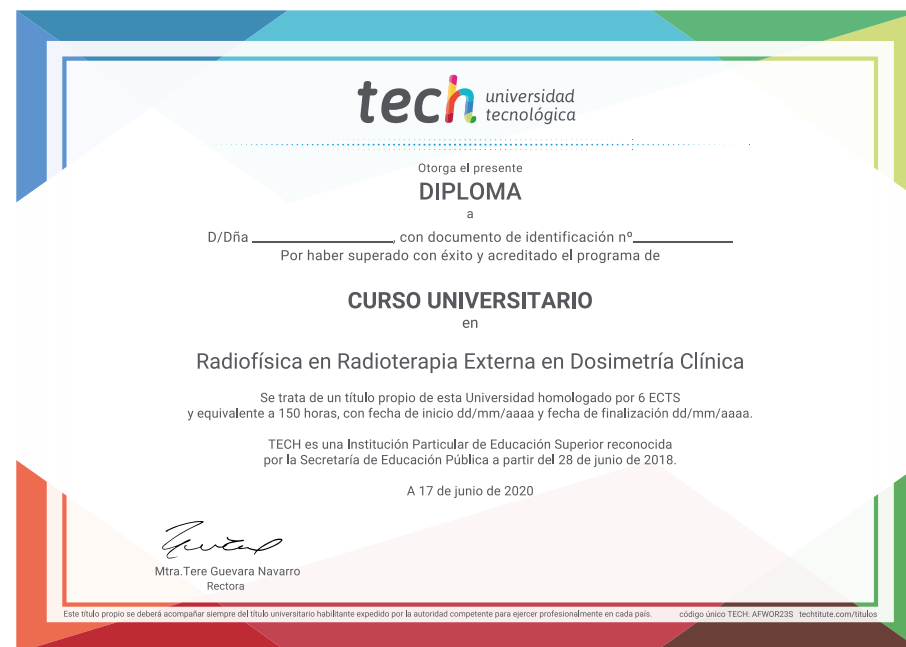 tech universidad
tecnológica
Otorga el presente
DIPLOMA
a
D/Dña ____________________, con documento de identificación nº______________
Por haber superado con éxito y acreditado el programa de
CURSO UNIVERSITARIO
en
Radiofísica en Radioterapia Externa en Dosimetría Clínica
Se trata de un título propio de esta Universidad homologado por 6 ECTS
y equivalente a 150 horas, con fecha de inicio dd/mm/aaaa y fecha de finalización dd/mm/aaaa.
TECH es una Institución Particular de Educación Superior reconocida
por la Secretaría de Educación Pública a partir del 28 de junio de 2018.
A 17 de junio de 2020
Mtra.Tere Guevara Navarro
Rectora
Este título propio se deberá acompañar siempre del título universitario habilitante expedido por la autoridad competente para ejercer profesionalmente en cada país. código único TECH: AFWOR23S techtitute.com/titulos